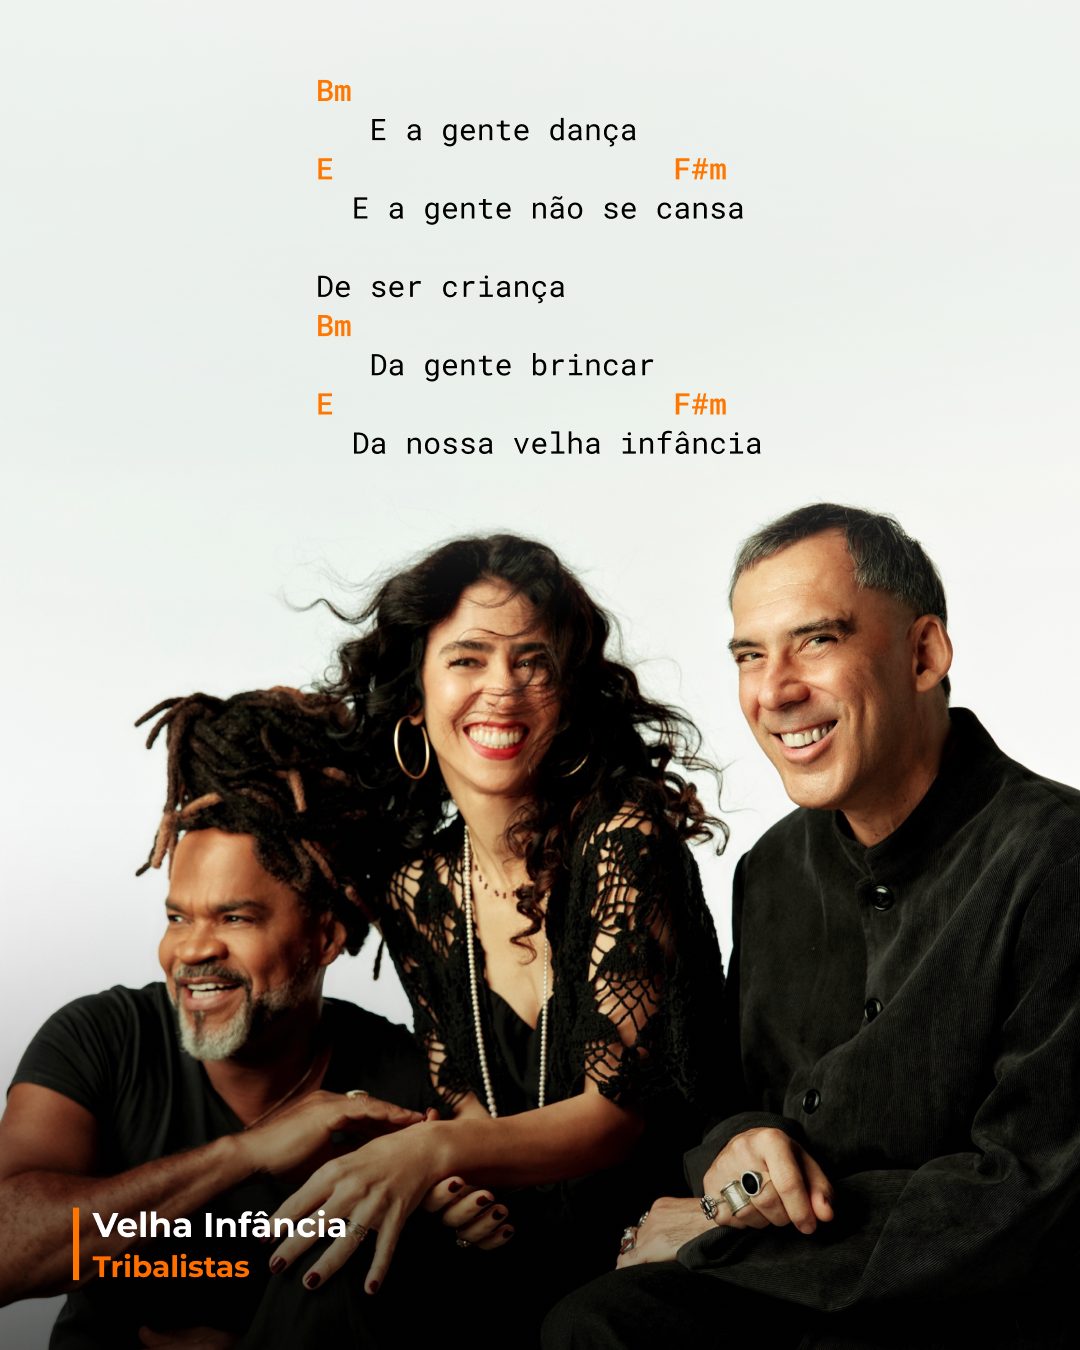 Bm
E a gente dança
E F#m
E a gente não se cansa
De ser criança
Bm
Da gente brincar
E F#m
Da nossa velha infância
Velha Infância
Tribalistas